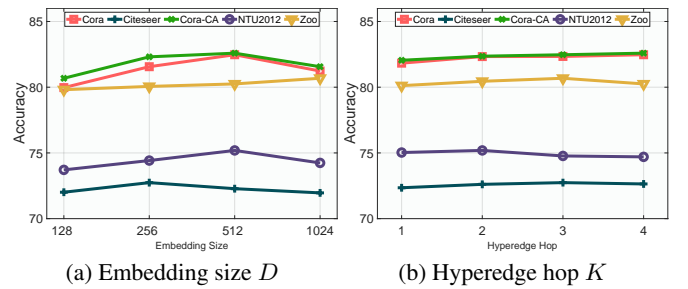 Cora Citeseer Cora-CA NTU2012 Zoo
85
80
75
70
Accuracy
128 256 512 1024
Embedding Size
(a) Embedding size D
Cora Citeseer Cora-CA NTU2012 Zoo
85
80
75
70
Accuracy
1 2 3 4
Hyperedge Hop
(b) Hyperedge hop K